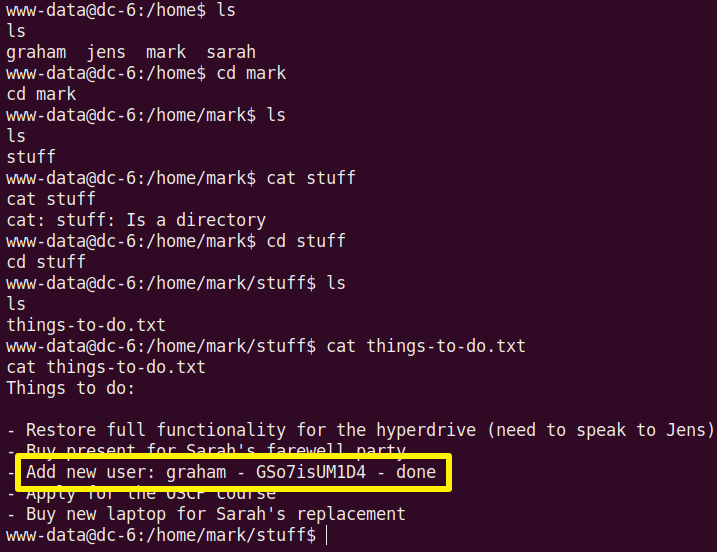 www-data@dc-6:/home$ ls
ls
graham  jens  mark  sarah
www-data@dc-6:/home$ cd mark
cd mark
www-data@dc-6:/home/mark$ ls
ls
stuff
www-data@dc-6:/home/mark$ cat stuff
cat stuff
cat: stuff: Is a directory
www-data@dc-6:/home/mark$ cd stuff
cd stuff
www-data@dc-6:/home/mark/stuff$ ls
ls
things-to-do.txt
www-data@dc-6:/home/mark/stuff$ cat things-to-do.txt
cat things-to-do.txt
Things to do:

- Restore full functionality for the hyperdrive (need to speak to Jens)
- Buy present for Sarah's farewell party
- Add new user: graham - GSo7isUM1D4 - done
- Apply for the OSCP course
- Buy new laptop for Sarah's replacement
www-data@dc-6:/home/mark/stuff$